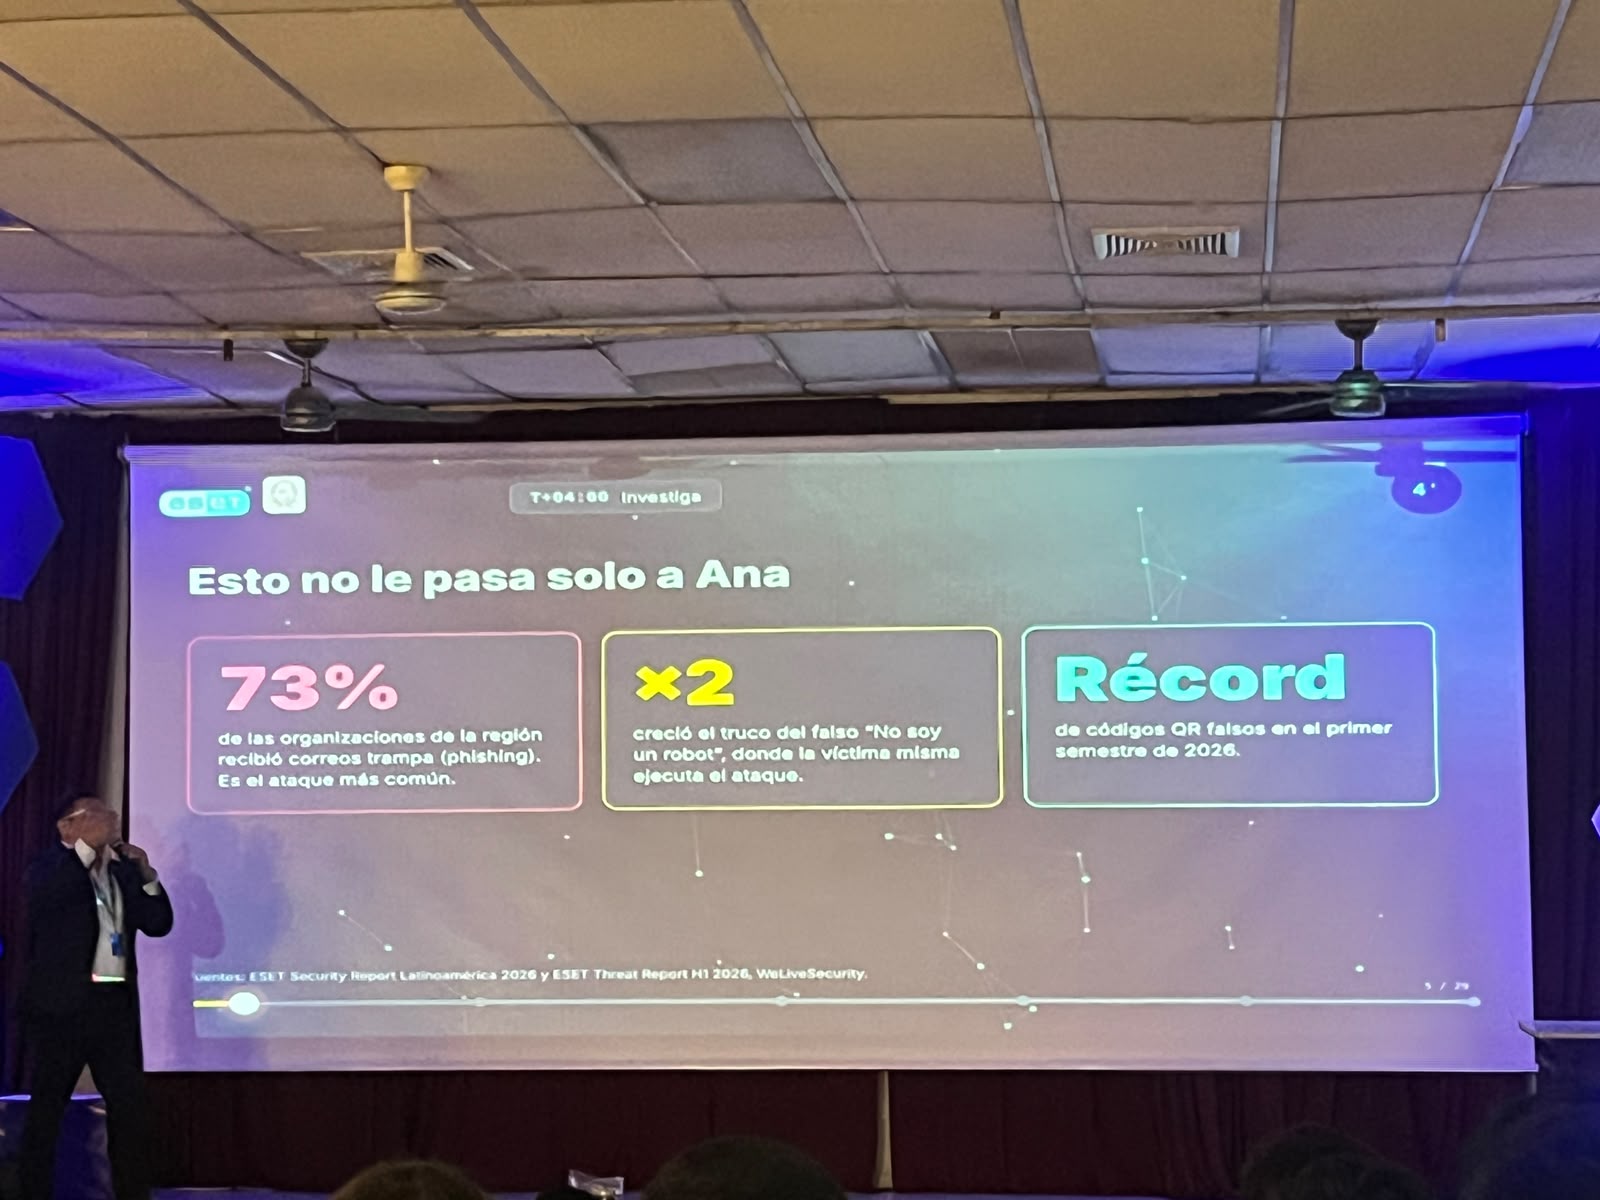 eset
T+04:00 Investiga
4'
Esto no le pasa solo a Ana
73%
de las organizaciones de la región
recibió correos trampa (phishing).
Es el ataque más común.
×2
creció el truco del falso "No soy
un robot", donde la víctima misma
ejecuta el ataque.
Récord
de códigos QR falsos en el primer
semestre de 2026.
uentes: ESET Security Report Latinoamérica 2026 y ESET Threat Report H1 2026, WeLiveSecurity.
5 / 29